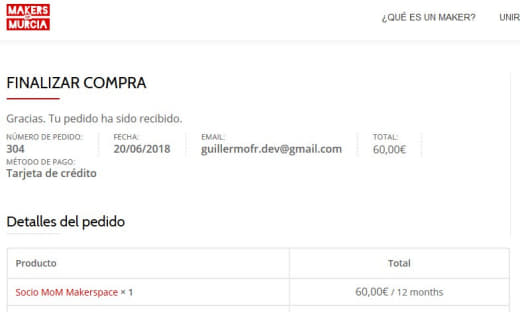 MAKERS
MURCIA
¿QUÉ ES UN MAKER?
UNIR
FINALIZAR COMPRA
Gracias. Tu pedido ha sido recibido.
NÚMERO DE PEDIDO:
304
FECHA:
20/06/2018
EMAIL:
guillermofr.dev@gmail.com
TOTAL:
60,00€
MÉTODO DE PAGO:
Tarjeta de crédito
Detalles del pedido
Producto
Total
Socio MoM Makerspace × 1
60,00€ / 12 months